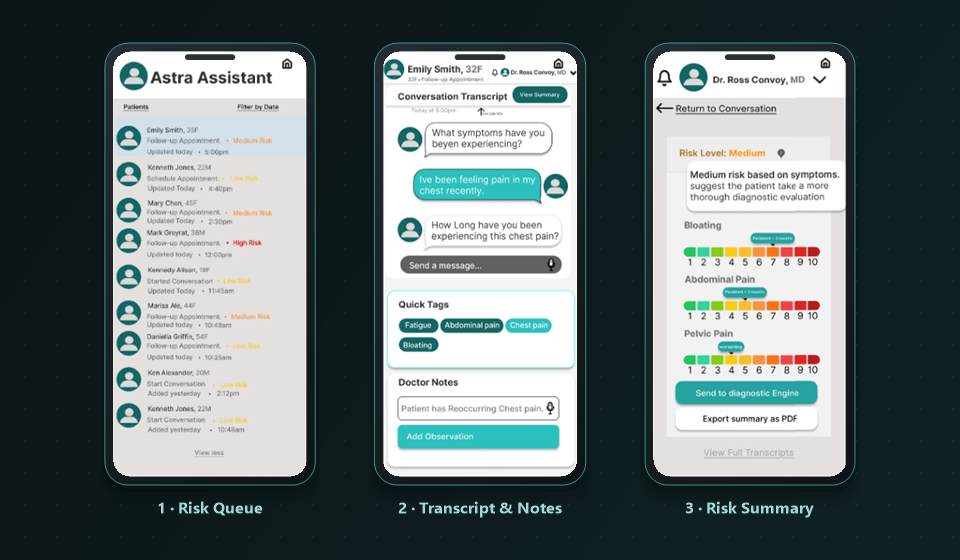 Astra Assistant
Patients
Filter by Date
Emily Smith, 35F
Follow-up Appointment. • Medium Risk
Updated today • 5:00pm
Kenneth Jones, 22M
Schedule Appointment. • Low Risk
Updated Today • 4:40pm
Mary Chen, 45F
Follow-up Appointment. • Medium Risk
Updated Today • 2:30pm
Mark Greyrat, 38M
Follow-up Appointment. • High Risk
Updated today • 12:00pm
Kennedy Alison, 19F
Started Conversation • Low Risk
Updated Today • 11:45am
Marisa Ale, 44F
Follow-up Appointment. • Medium Risk
Updated today • 10:48am
Daniella Griffin, 54F
Follow-up Appointment. • Low Risk
Updated today • 10:35am
Ken Alexander, 20M
Start Conversation • Low Risk
Added yesterday • 2:12pm
Kenneth Jones, 22M
Start Conversation • Low Risk
Added yesterday • 10:48am
View less
1 · Risk Queue
Emily Smith, 32F
32F • Follow-up Appointment
Dr. Ross Convoy, MD
Conversation Transcript
View Summary
Today at 5:00pm
What symptoms have you
beyen experiencing?
Ive been feeling pain in my
chest recently.
How Long have you been
experiencing this chest pain?
Send a message...
Quick Tags
Fatigue
Abdominal pain
Chest pain
Bloating
Doctor Notes
Patient has Reoccurring Chest pain.
Add Observation
2 · Transcript & Notes
Dr. Ross Convoy, MD
Return to Conversation
Risk Level: Medium
Medium risk based on symptoms.
suggest the patient take a more
thorough diagnostic evaluation
Bloating
1 2 3 4 5 6 7 8 9 10
Abdominal Pain
1 2 3 4 5 6 7 8 9 10
Pelvic Pain
worsening
1 2 3 4 5 6 7 8 9 10
Send to diagnostic Engine
Export summary as PDF
View Full Transcripts
3 · Risk Summary